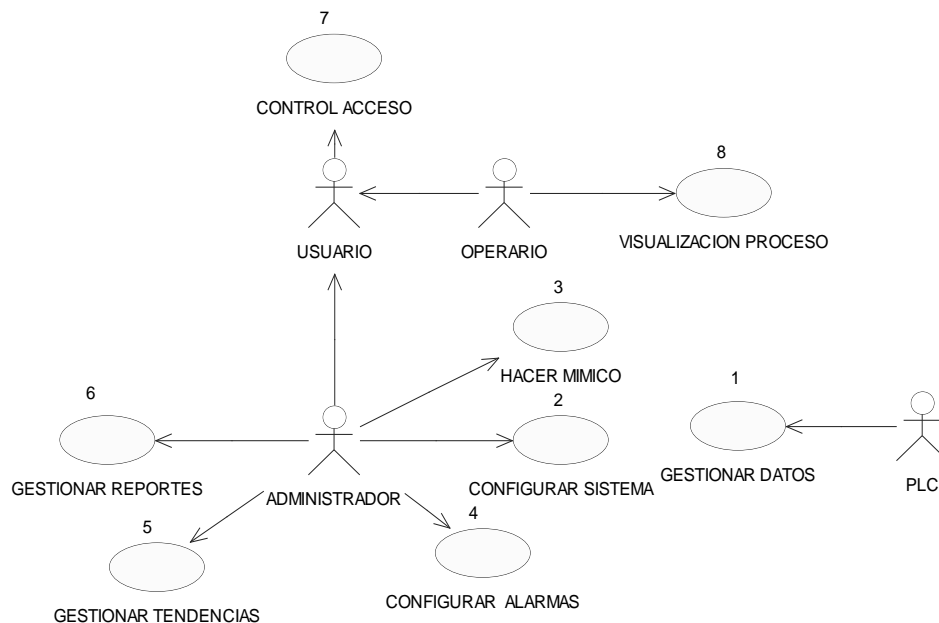 7
CONTROL ACCESO
8
USUARIO
OPERARIO
VISUALIZACION PROCESO
3
HACER MIMICO
6
2
1
GESTIONAR REPORTES
ADMINISTRADOR
CONFIGURAR SISTEMA
GESTIONAR DATOS
PLC
5
4
GESTIONAR TENDENCIAS
CONFIGURAR ALARMAS